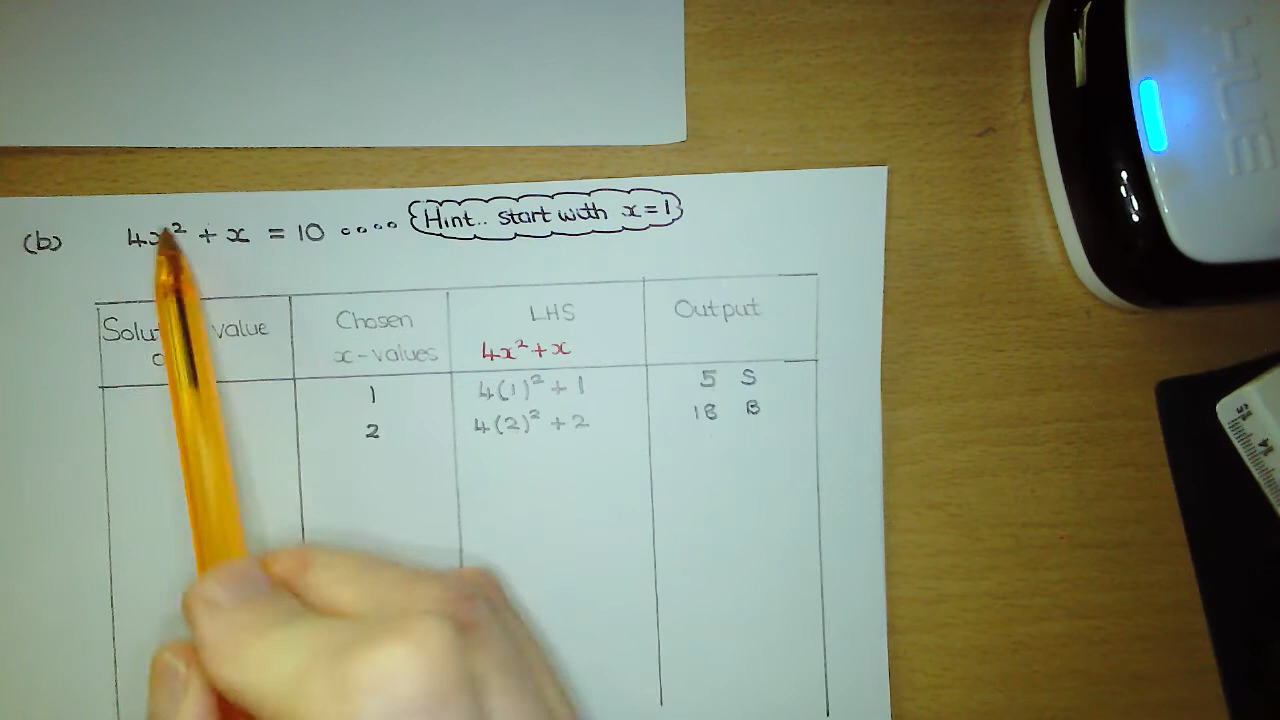 (b) 4x² + x = 10 .... Hint.. start with x=1
value
Chosen
x-values
LHS
4x²+x
Output
1 4(1)² + 1 5 S
2 4(2)² + 2 18 B